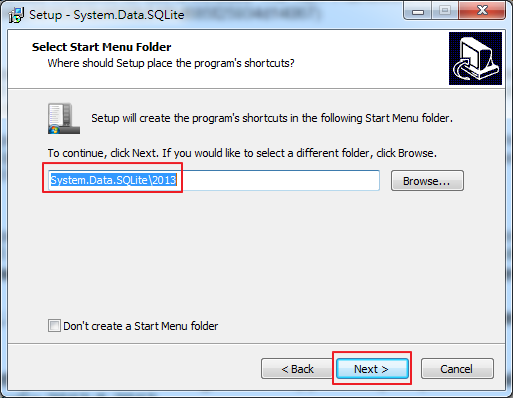 Setup - System.Data.SQLite
Select Start Menu Folder
Where should Setup place the program's shortcuts?
Setup will create the program's shortcuts in the following Start Menu folder.
To continue, click Next. If you would like to select a different folder, click Browse.
System.Data.SQLite\2013
Browse...
Don't create a Start Menu folder
< Back
Next >
Cancel